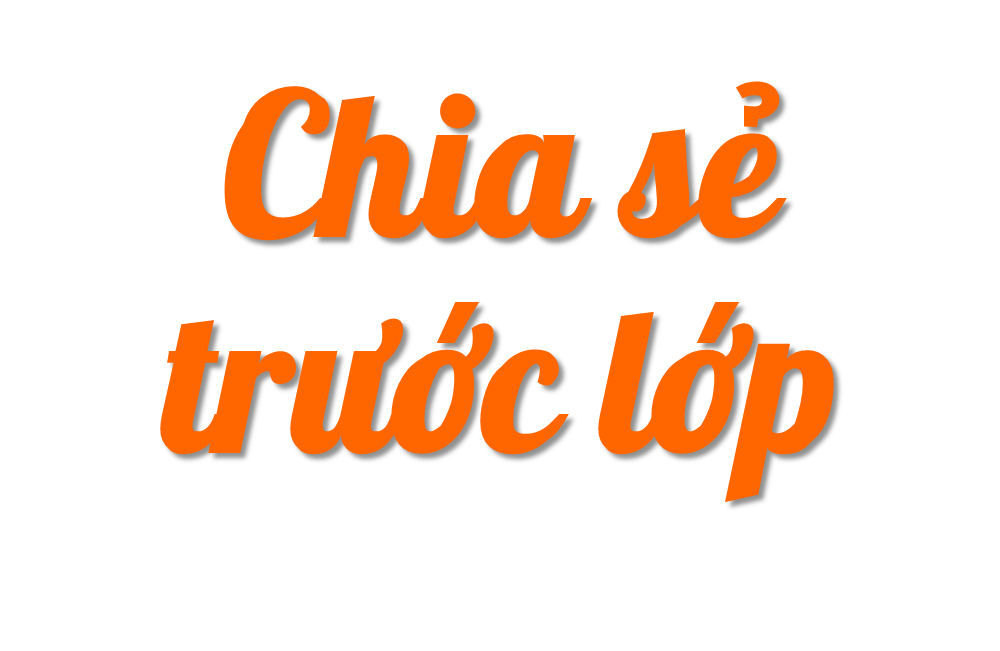 Chia sẻ
trước lớp